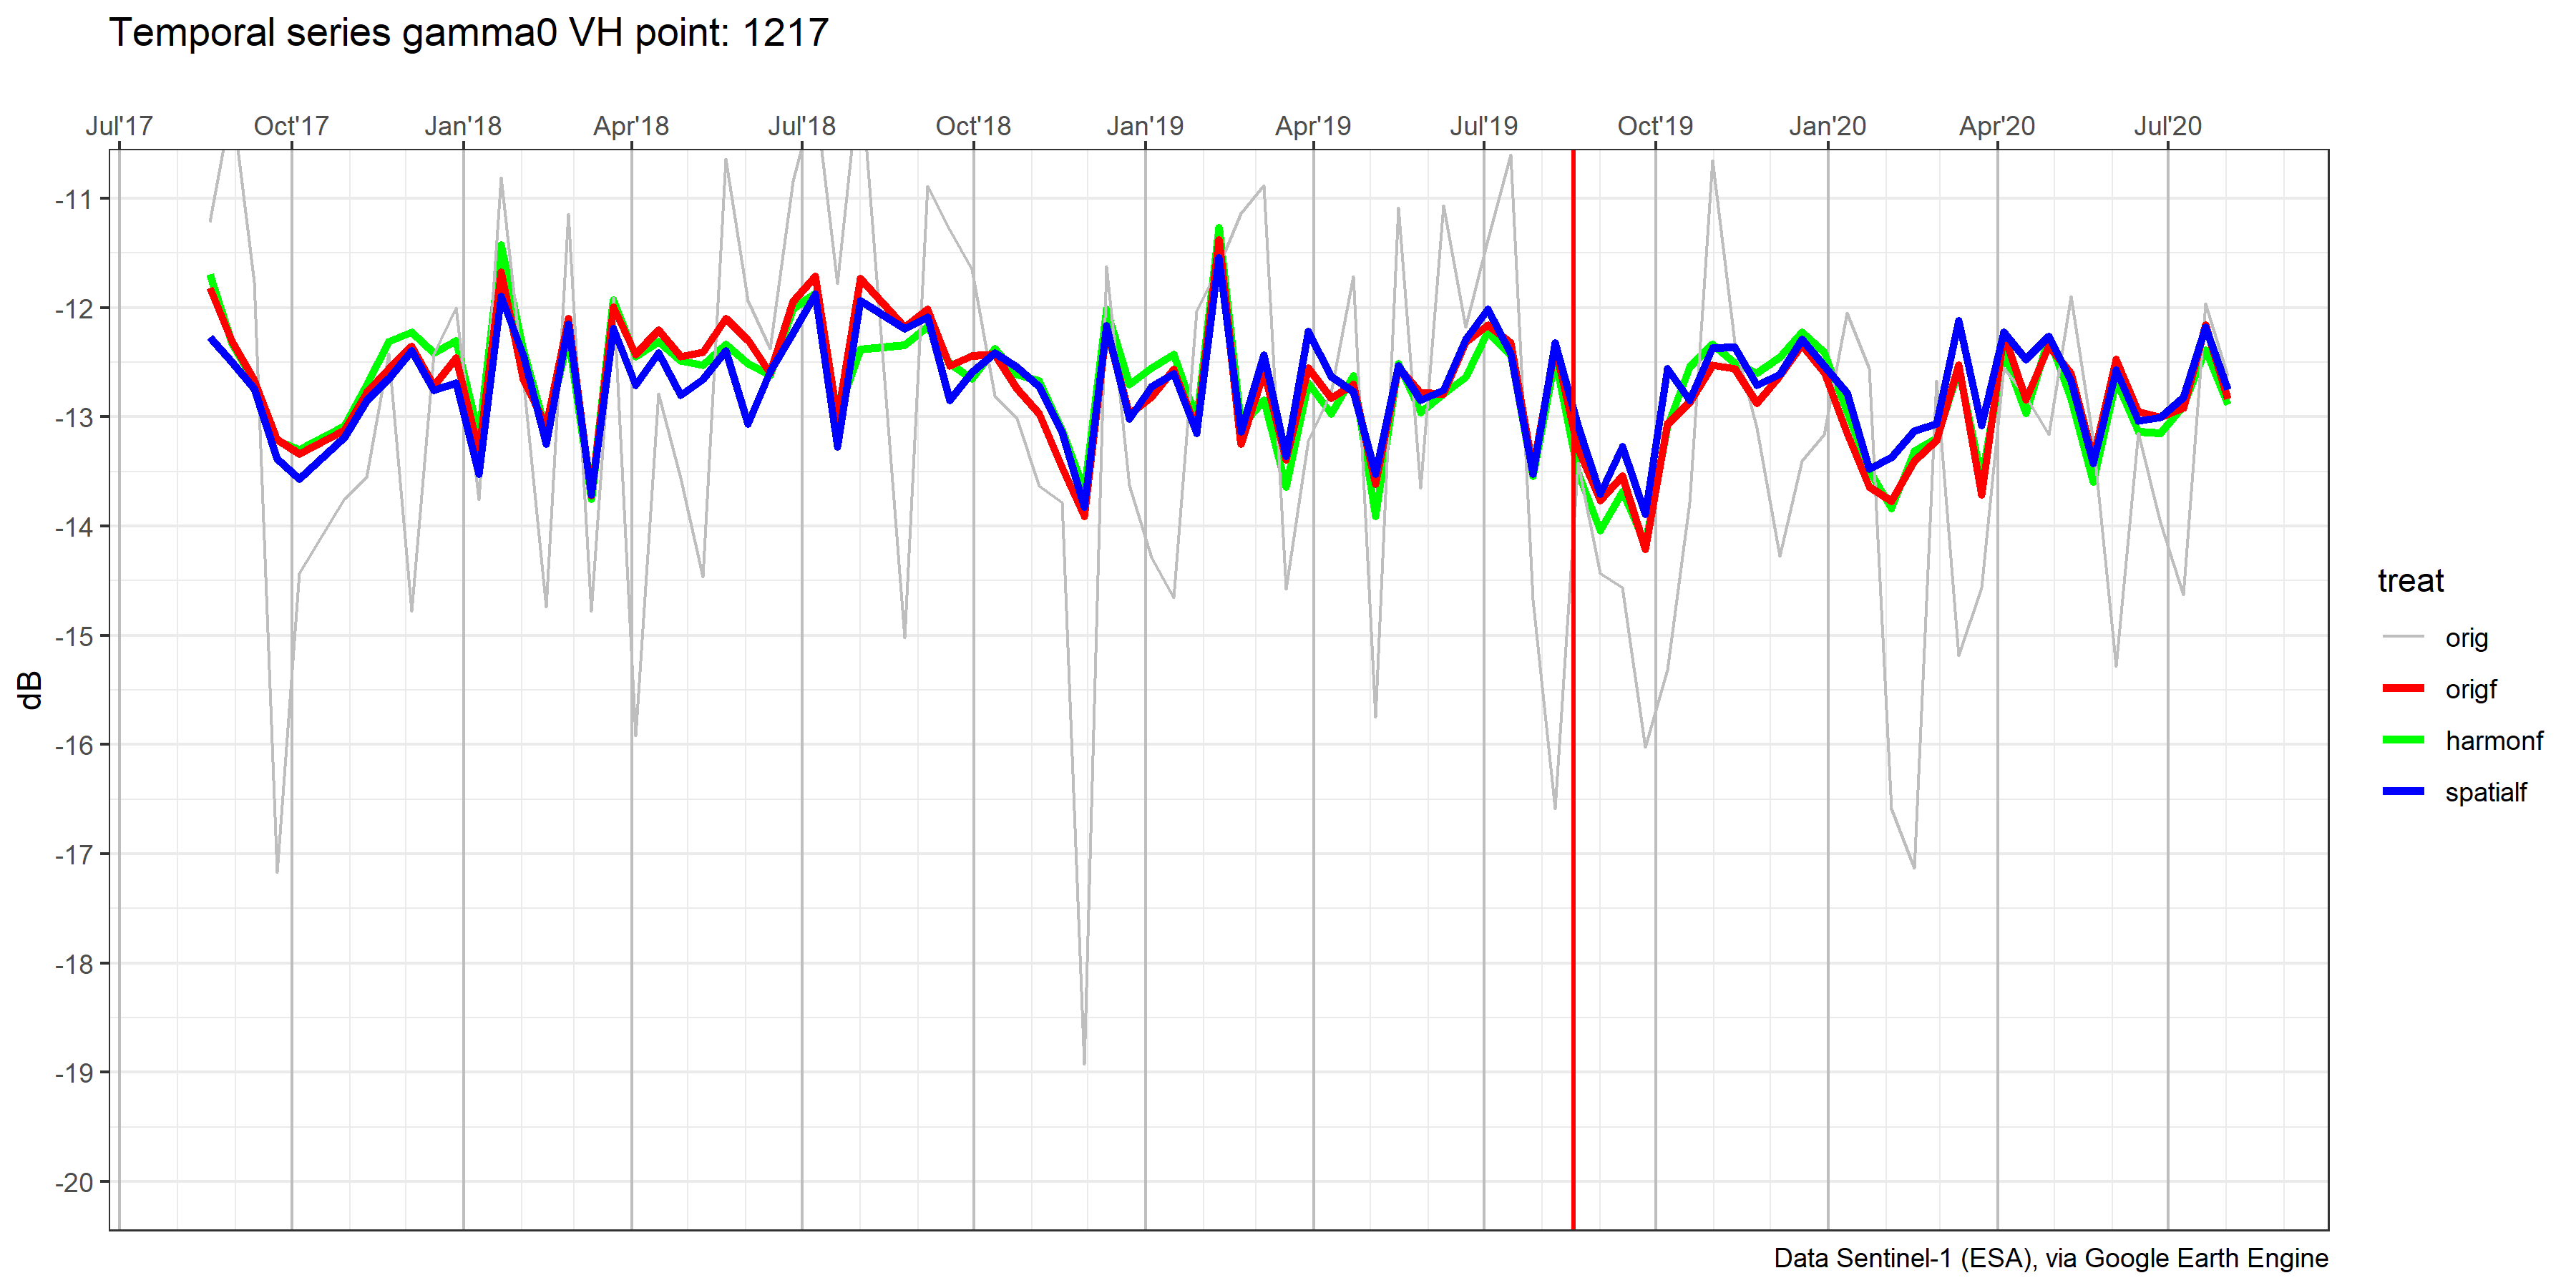 Temporal series gamma0 VH point: 1217
Jul'17 Oct'17 Jan'18 Apr'18 Jul'18 Oct'18 Jan'19 Apr'19 Jul'19 Oct'19 Jan'20 Apr'20 Jul'20
-11
-12
-13
-14
-15
-16
-17
-18
-19
-20
dB
treat
orig
origf
harmonf
spatialf
Data Sentinel-1 (ESA), via Google Earth Engine